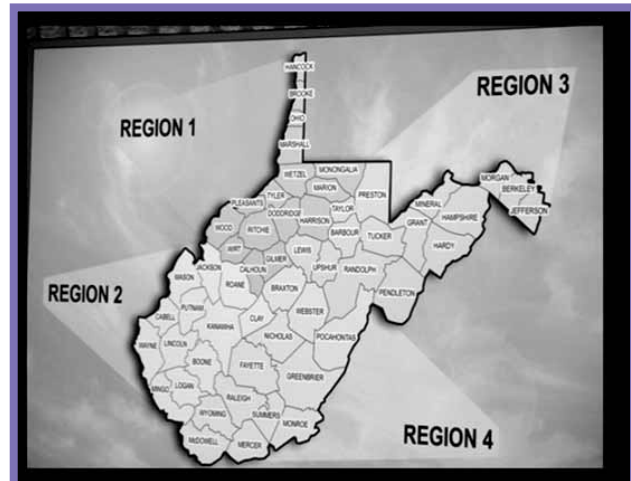 HANCOCK
BROOKE
OHIO
MARSHALL
REGION 1
REGION 3
WETZEL
MONONGALIA
MARION
PRESTON
MORGAN
BERKELEY
JEFFERSON
MINERAL
HAMPSHIRE
GRANT
HARDY
TYLER
PLEASANTS
DODDRIDGE
HARRISON
TAYLOR
WOOD
RITCHIE
BARBOUR
TUCKER
WIRT
GILMER
LEWIS
UPSHUR
RANDOLPH
PENDLETON
REGION 2
JACKSON
CALHOUN
MASON
ROANE
BRAXTON
WEBSTER
PUTNAM
CABELL
KANAWHA
CLAY
NICHOLAS
POCAHONTAS
WAYNE
LINCOLN
BOONE
FAYETTE
GREENBRIER
MINGO
LOGAN
RALEIGH
WYOMING
SUMMERS
MONROE
McDOWELL
MERCER
REGION 4